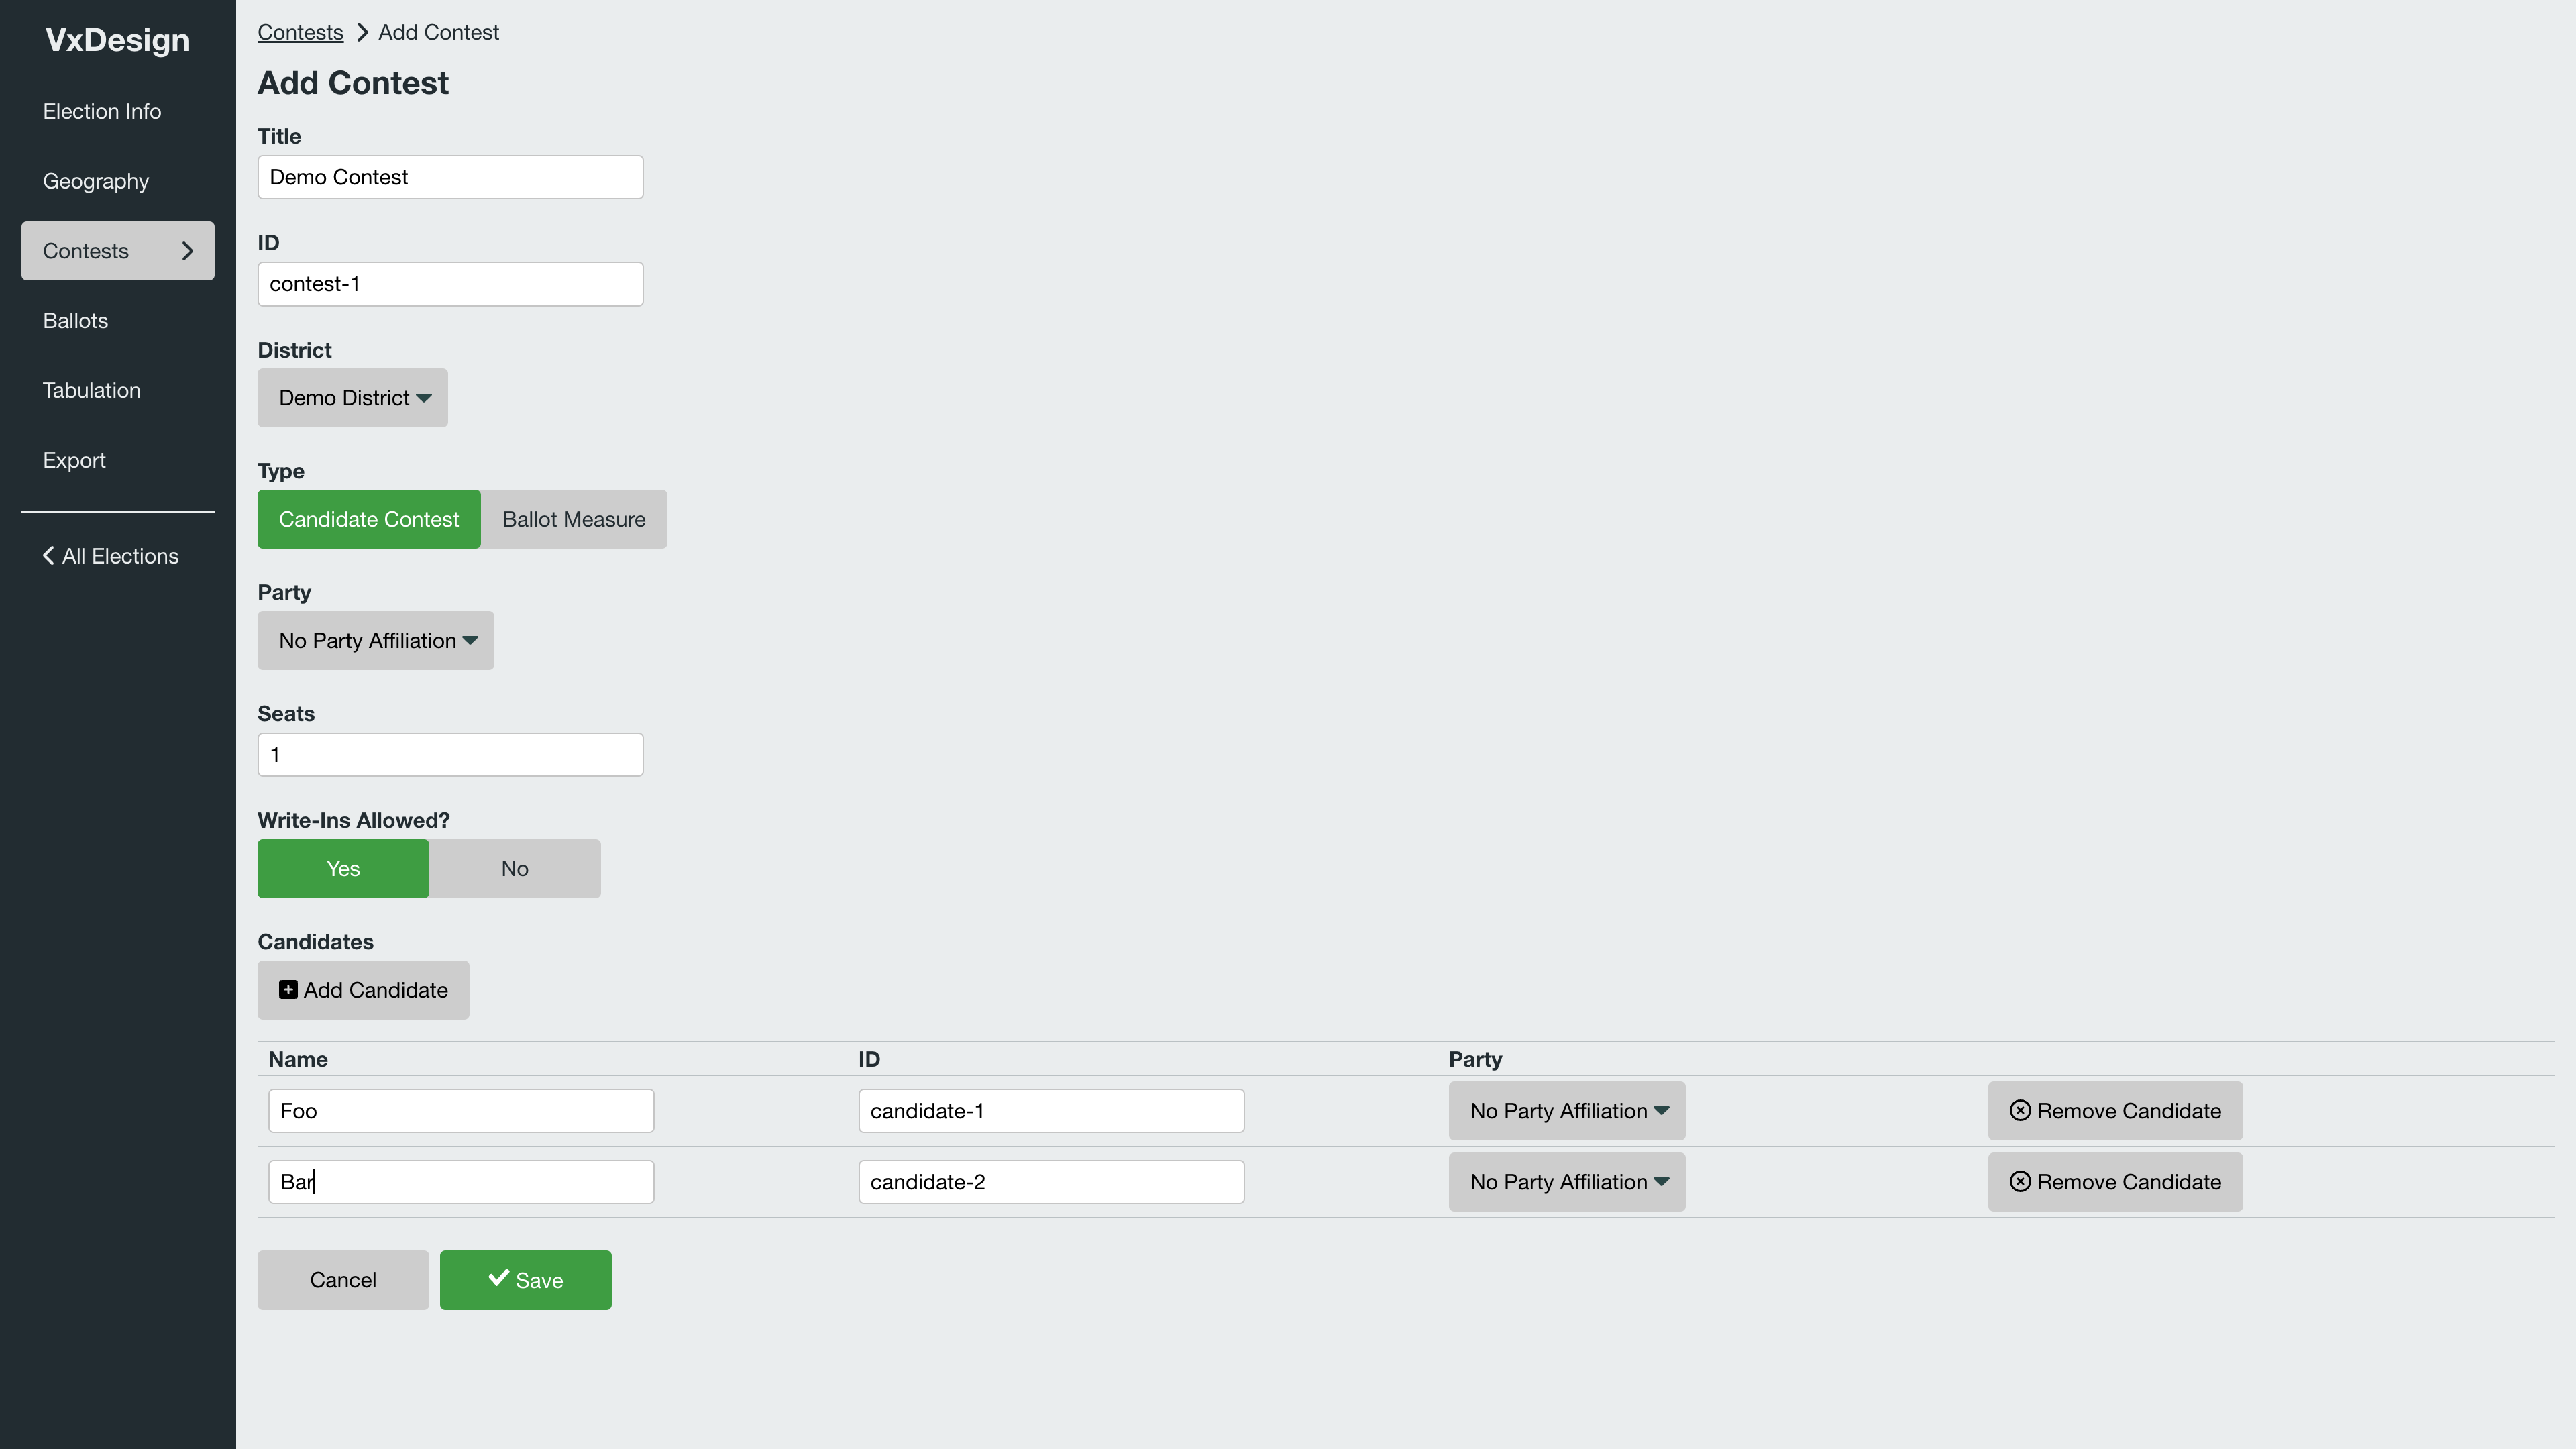 VxDesign
Election Info
Geography
Contests
Ballots
Tabulation
Export
All Elections
Contests Add Contest
Add Contest
Title
Demo Contest
ID
contest-1
District
Demo District
Type
Candidate Contest Ballot Measure
Party
No Party Affiliation
Seats
1
Write-Ins Allowed?
Yes No
Candidates
Add Candidate
Name ID Party
Foo candidate-1 No Party Affiliation Remove Candidate
Bar candidate-2 No Party Affiliation Remove Candidate
Cancel Save